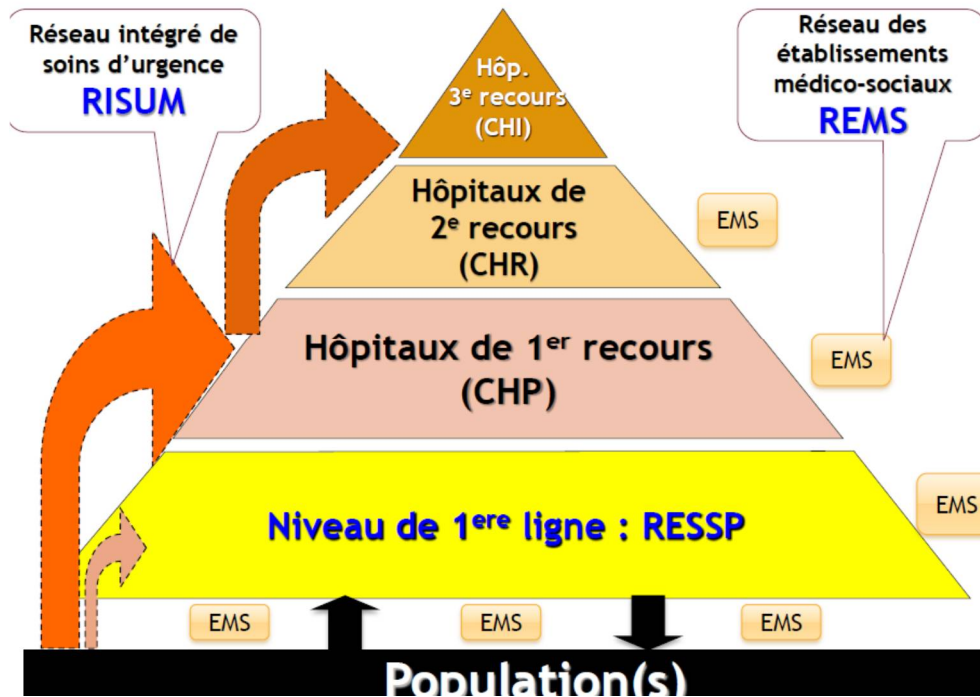 Réseau intégré de
soins d’urgence
RISUM
Réseau des
établissements
médico-sociaux
REMS
Hôp.
3e recours
(CHI)
Hôpitaux de
2e recours
(CHR)
EMS
Hôpitaux de 1er recours
(CHP)
EMS
Niveau de 1ere ligne : RESSP
EMS
EMS
EMS
EMS
Population(s)